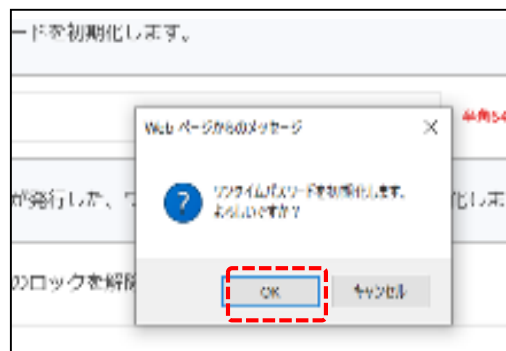 ードを初期化します。
Web ページからのメッセージ
半角64
ワンタイムパスワードを初期化します。
よろしいですか?
が発行した、ワ
化しま
のロックを解除
OK
キャンセル